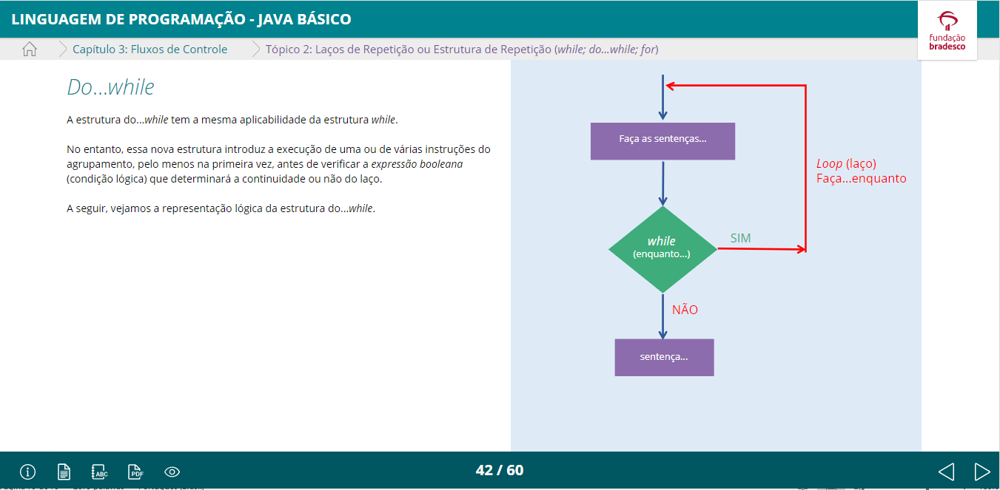 LINGUAGEM DE PROGRAMAÇÃO - JAVA BÁSICO
fundação
bradesco
Capítulo 3: Fluxos de Controle
Tópico 2: Laços de Repetição ou Estrutura de Repetição (while; do...while; for)
Do...while
A estrutura do...while tem a mesma aplicabilidade da estrutura while.
No entanto, essa nova estrutura introduz a execução de uma ou de várias instruções do
agrupamento, pelo menos na primeira vez, antes de verificar a expressão booleana
(condição lógica) que determinará a continuidade ou não do laço.
A seguir, vejamos a representação lógica da estrutura do...while.
Faça as sentenças...
Loop (laço)
Faça...enquanto
while
(enquanto...)
SIM
NÃO
sentença...
ABC
PDF
42 / 60